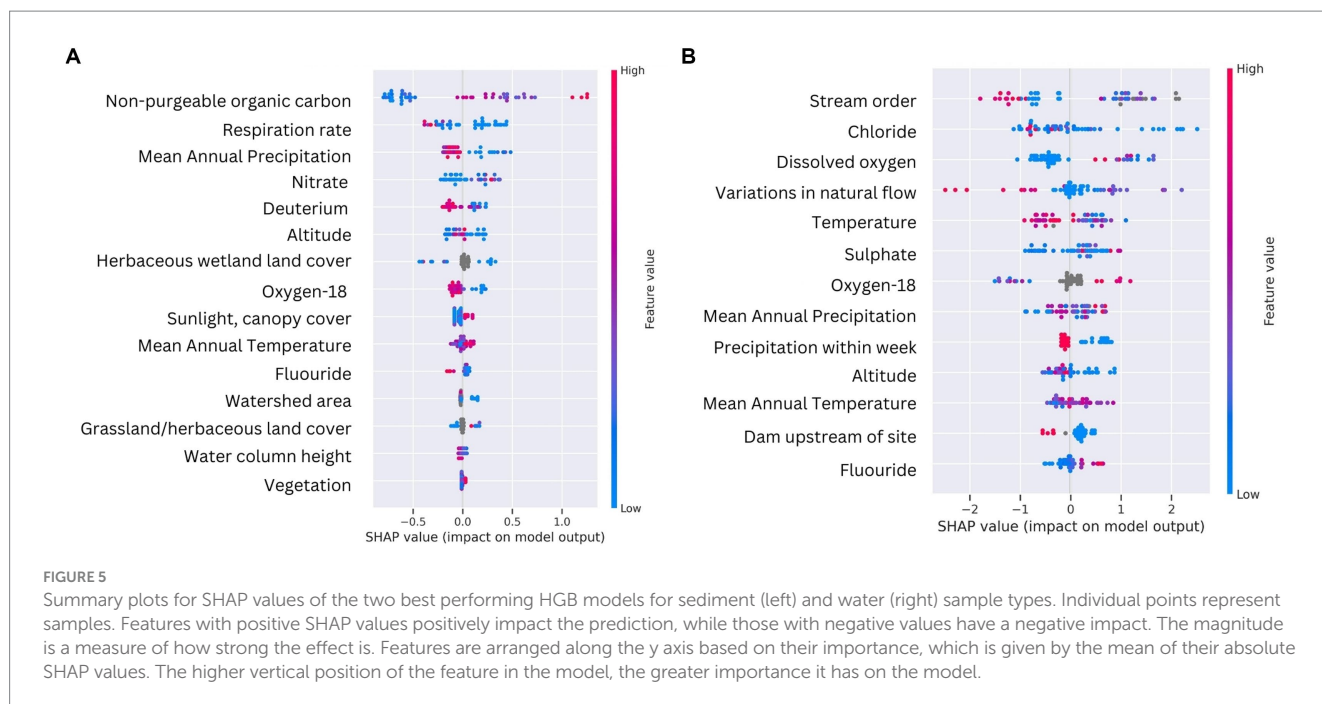 A
High
Non-purgeable organic carbon
Respiration rate
Mean Annual Precipitation
Nitrate
Deuterium
Altitude
Herbaceous wetland land cover
Oxygen-18
Sunlight, canopy cover
Mean Annual Temperature
Fluouride
Watershed area
Grassland/herbaceous land cover
Water column height
Vegetation
Feature value
Low
−0.5 0.0 0.5 1.0
SHAP value (impact on model output)
B
High
Stream order
Chloride
Dissolved oxygen
Variations in natural flow
Temperature
Sulphate
Oxygen-18
Mean Annual Precipitation
Precipitation within week
Altitude
Mean Annual Temperature
Dam upstream of site
Fluouride
Feature value
Low
−2 −1 0 1 2
SHAP value (impact on model output)
FIGURE 5
Summary plots for SHAP values of the two best performing HGB models for sediment (left) and water (right) sample types. Individual points represent
samples. Features with positive SHAP values positively impact the prediction, while those with negative values have a negative impact. The magnitude
is a measure of how strong the effect is. Features are arranged along the y axis based on their importance, which is given by the mean of their absolute
SHAP values. The higher vertical position of the feature in the model, the greater importance it has on the model.